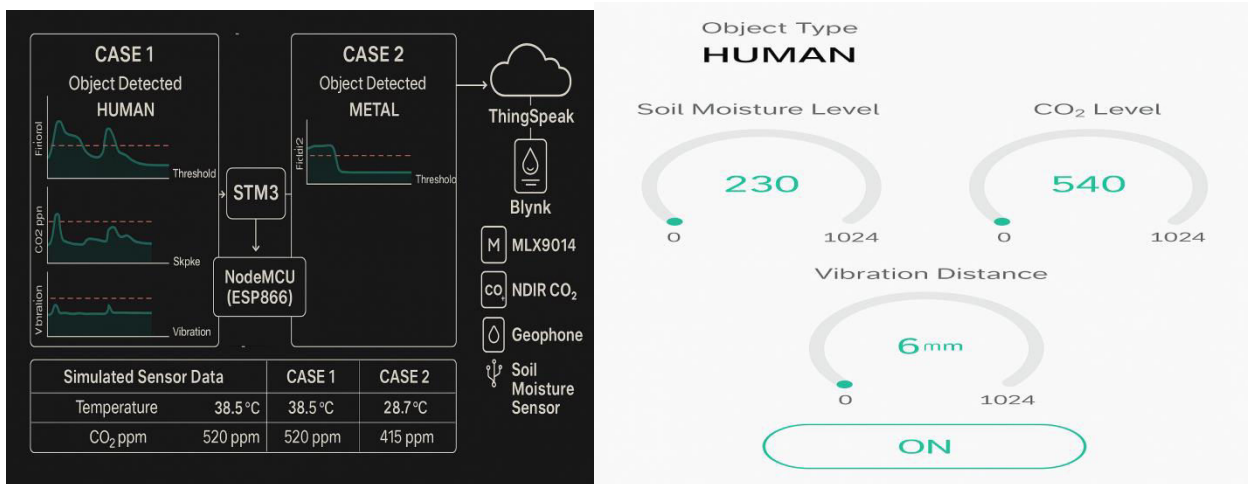 CASE 1
Object Detected
HUMAN
Threshold
CO2 ppn
Skpke
Vibration
STM3
NodeMCU
(ESP866)
CASE 2
Object Detected
METAL
Threshold
ThingSpeak
Blynk
M MLX9014
CO NDIR CO₂
Geophone
Soil
Moisture
Sensor
Simulated Sensor Data CASE 1 CASE 2
Temperature 38.5°C 38.5°C 28.7°C
CO₂ ppm 520 ppm 520 ppm 415 ppm
Object Type
HUMAN
Soil Moisture Level
230
0 1024
CO₂ Level
540
0 1024
Vibration Distance
6 mm
0 1024
ON